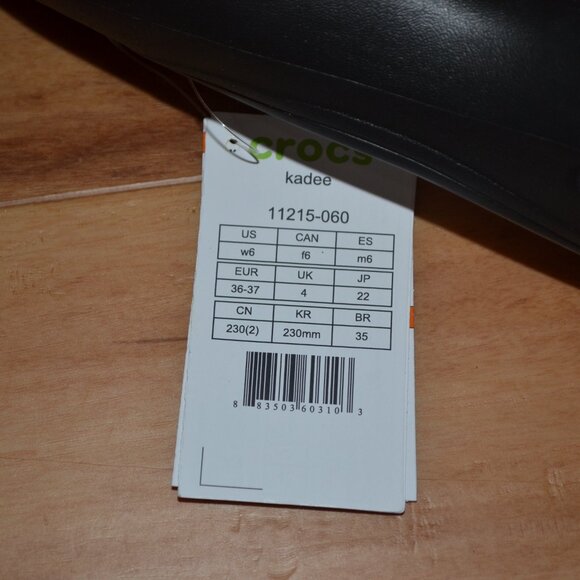 crocs
kadee
11215-060
US CAN ES
w6 f6 m6
EUR UK JP
36-37 4 22
CN KR BR
230(2) 230mm 35
8 83503 60310 3